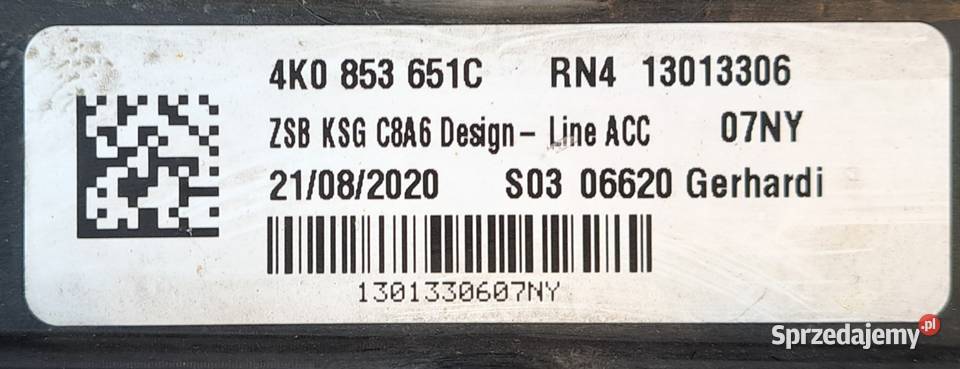 4K0 853 651C RN4 13013306
ZSB KSG C8A6 Design- Line ACC 07NY
21/08/2020 S03 06620 Gerhardi
1301330607NY
Sprzedajemy.pl